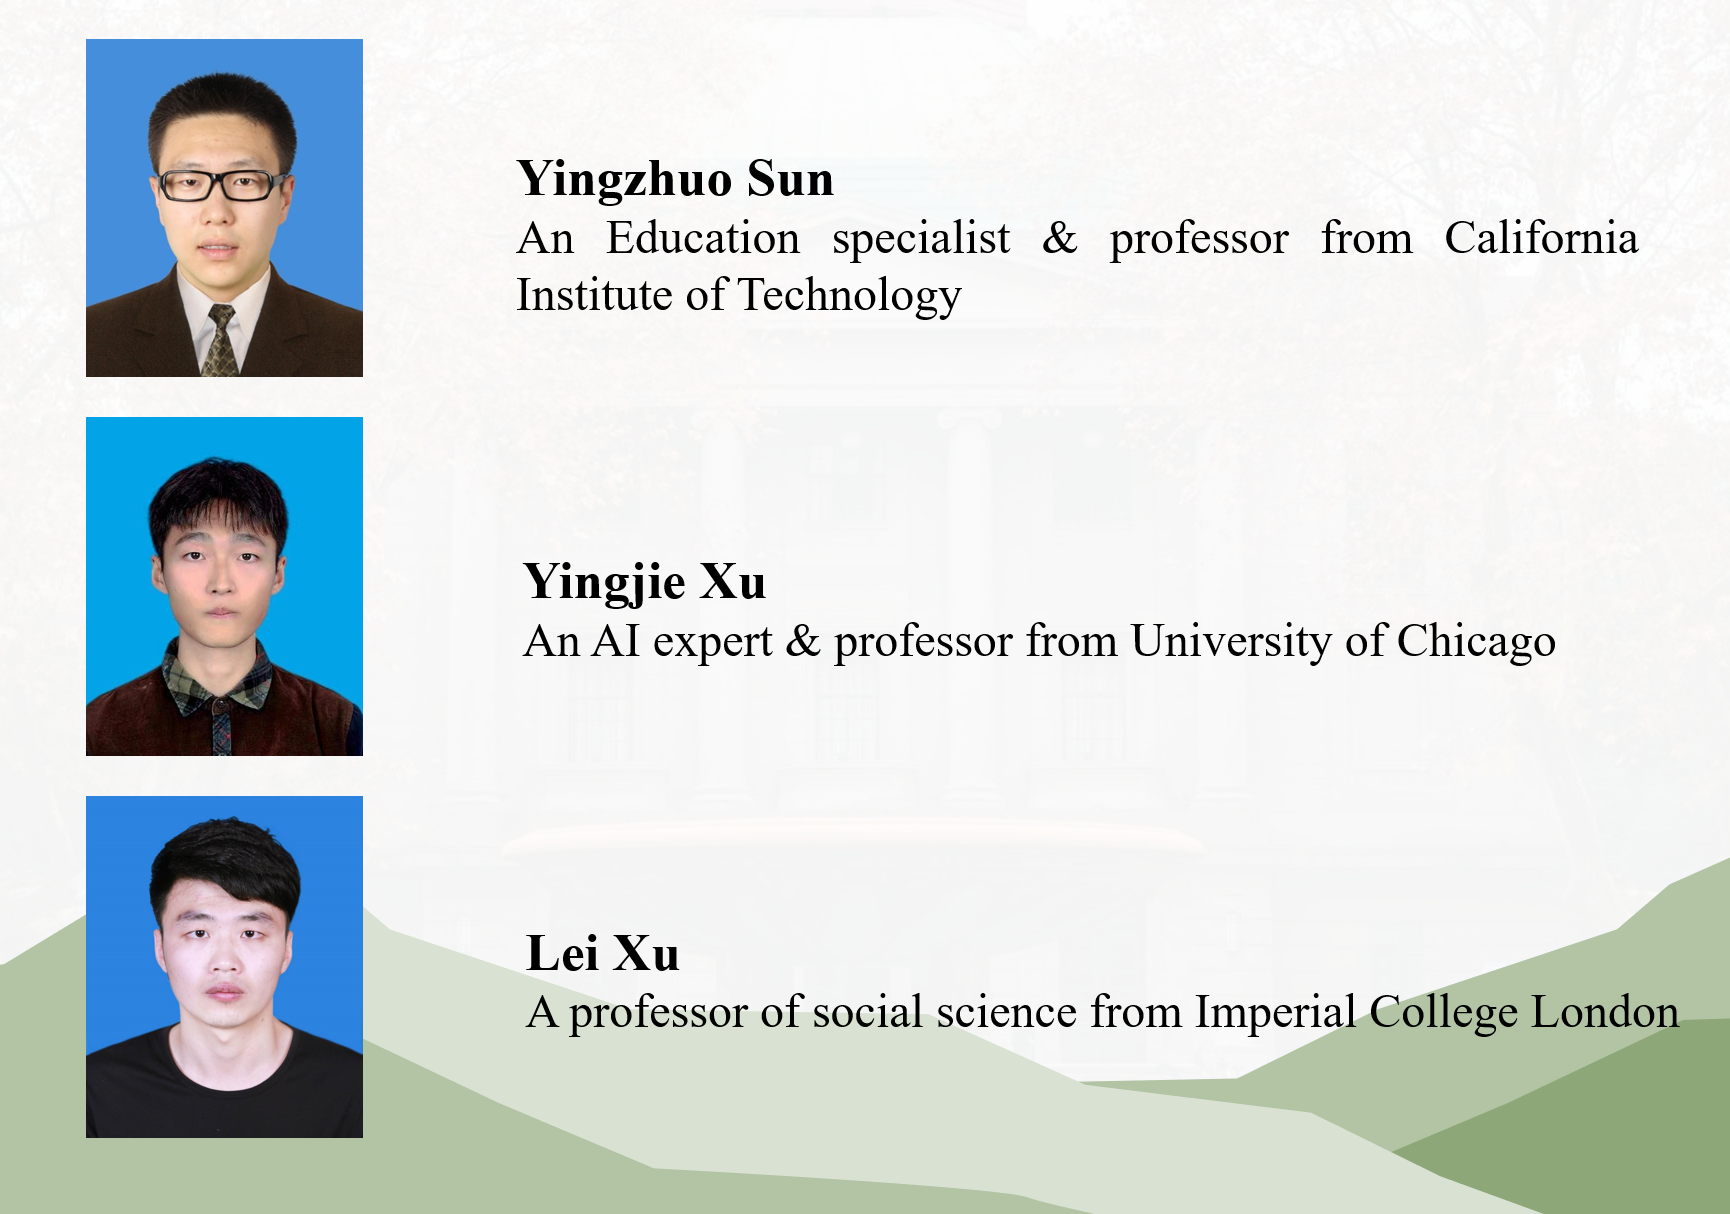 Yingzhuo Sun
An Education specialist & professor from California
Institute of Technology
Yingjie Xu
An AI expert & professor from University of Chicago
Lei Xu
A professor of social science from Imperial College London